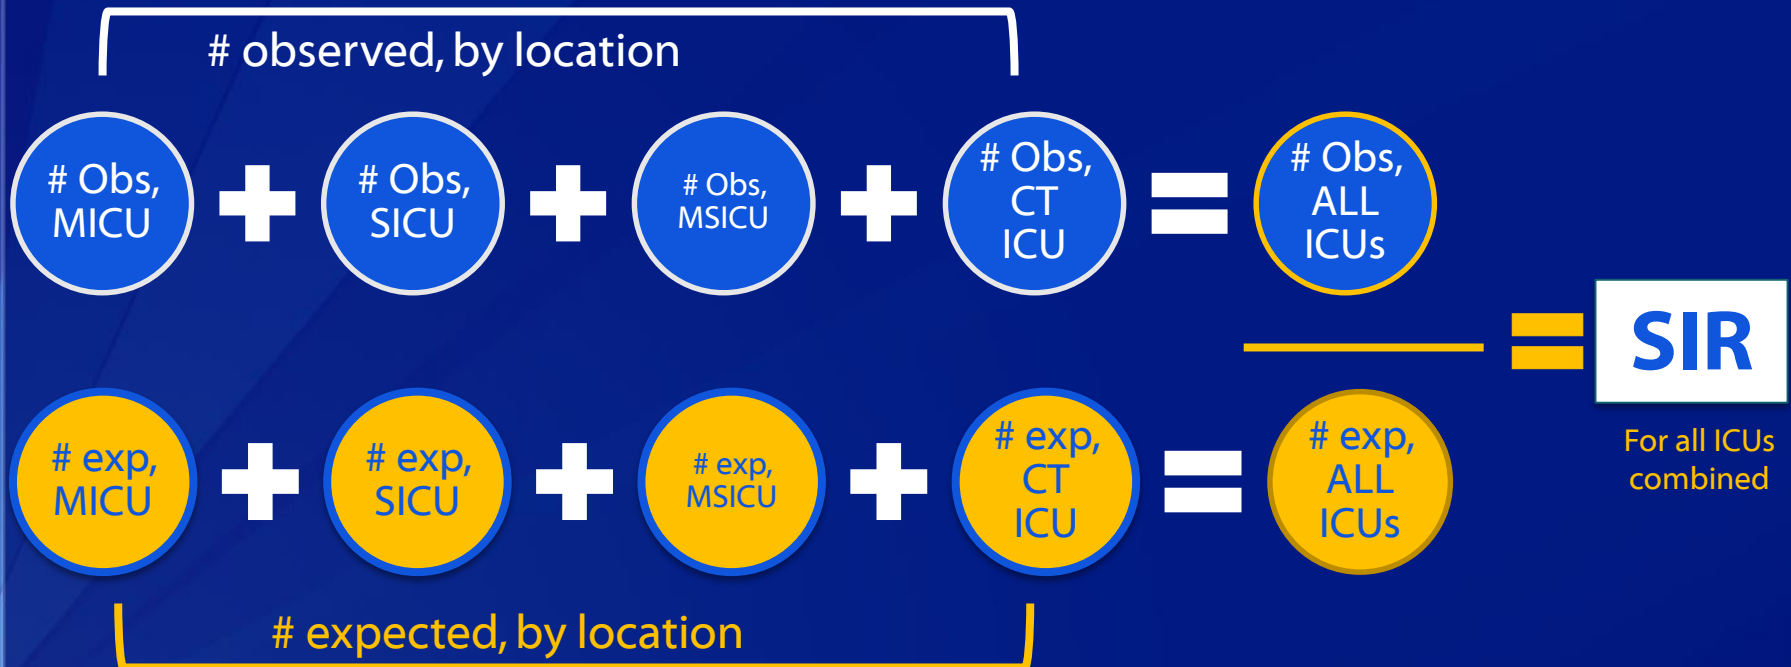 # observed, by location
# Obs,
MICU
# Obs,
SICU
# Obs,
MSICU
# Obs,
CT
ICU
# Obs,
ALL
ICUs
SIR
For all ICUs
combined
# exp,
MICU
# exp,
SICU
# exp,
MSICU
# exp,
CT
ICU
# exp,
ALL
ICUs
# expected, by location